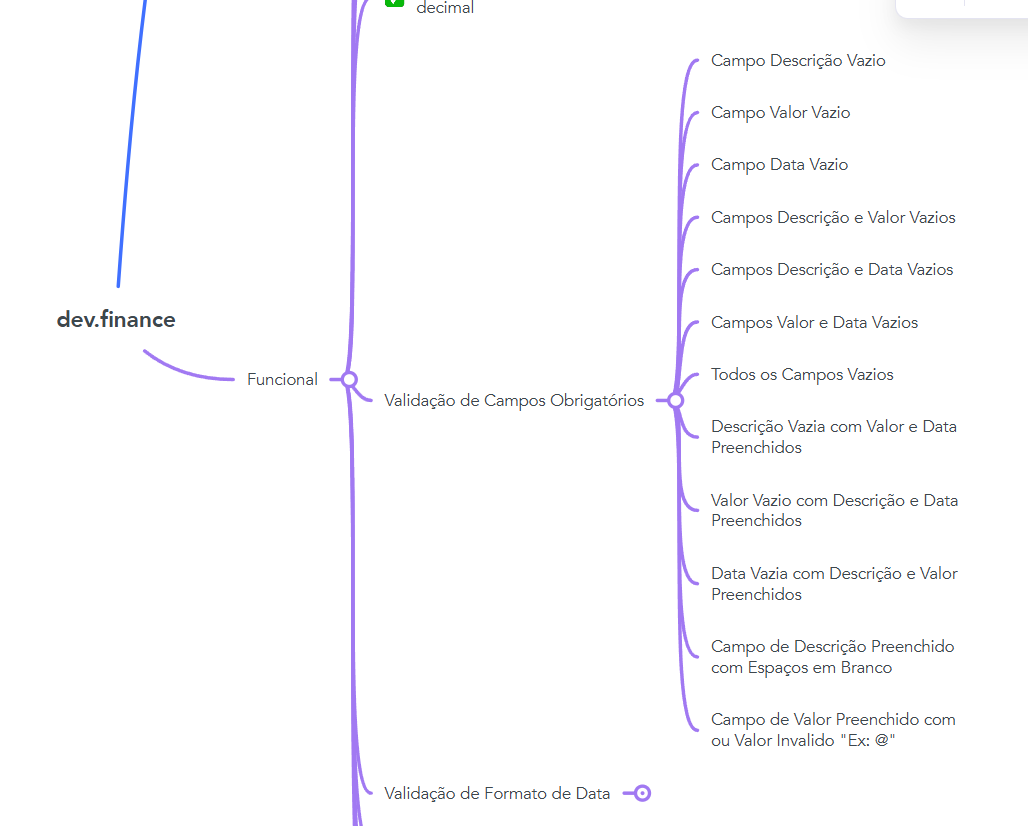 decimal
dev.finance
Funcional
Validação de Campos Obrigatórios
Campo Descrição Vazio
Campo Valor Vazio
Campo Data Vazio
Campos Descrição e Valor Vazios
Campos Descrição e Data Vazios
Campos Valor e Data Vazios
Todos os Campos Vazios
Descrição Vazia com Valor e Data
Preenchidos
Valor Vazio com Descrição e Data
Preenchidos
Data Vazia com Descrição e Valor
Preenchidos
Campo de Descrição Preenchido
com Espaços em Branco
Campo de Valor Preenchido com
ou Valor Invalido "Ex: @"
Validação de Formato de Data